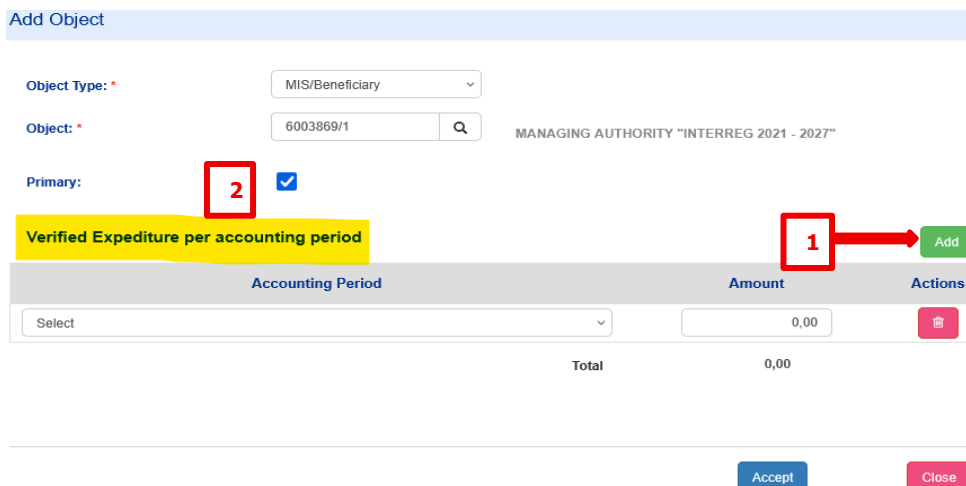 Add Object
Object Type: * MIS/Beneficiary
Object: * 6003869/1 MANAGING AUTHORITY "INTERREG 2021 - 2027"
Primary: 2
Verified Expediture per accounting period 1 Add
Accounting Period Amount Actions
Select 0,00
Total 0,00
Accept Close